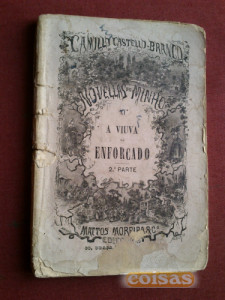 CAMILLO CASTELLO-BRANCO
NOVELLAS DO MINHO
A VIUVA
DO
ENFORCADO
2.ª PARTE
MATTOS MOREIRA & C.ª
EDITORES
coisas